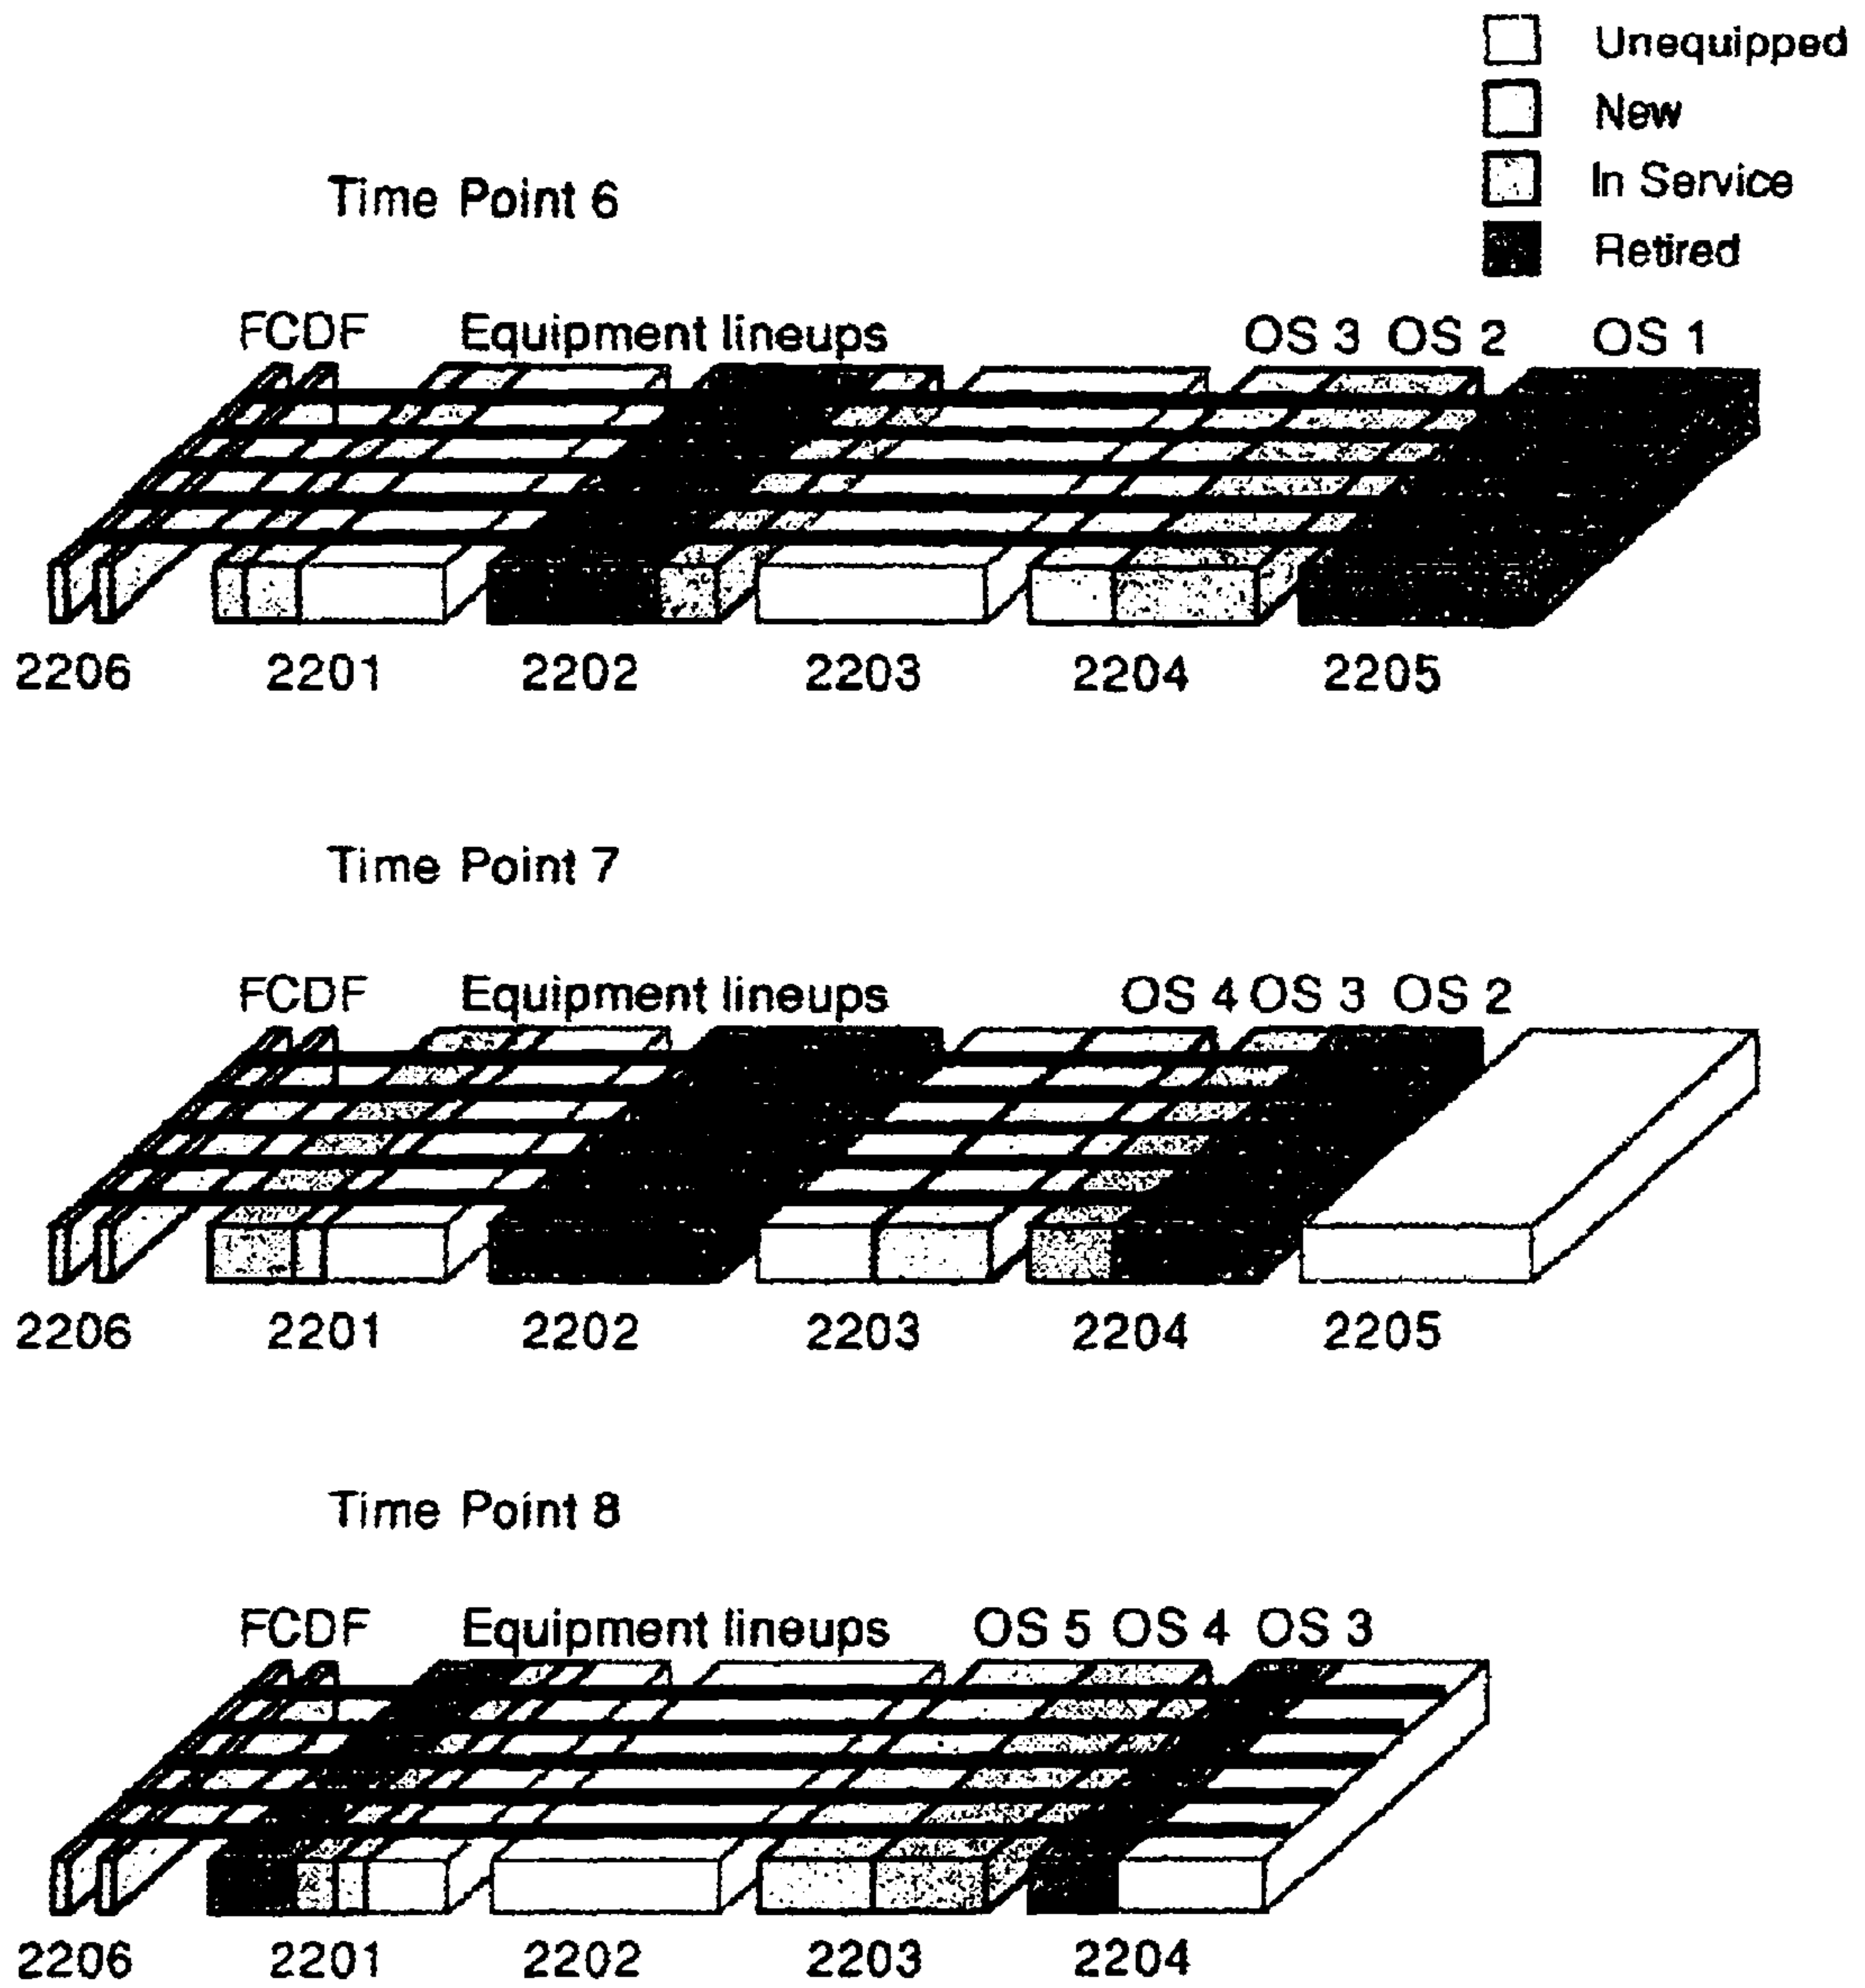 Unequipped
New
In Service
Retired
Time Point 6
FCDF Equipment lineups OS 3 OS 2 OS 1
2206 2201 2202 2203 2204 2205
Time Point 7
FCDF Equipment lineups OS 4 OS 3 OS 2
2206 2201 2202 2203 2204 2205
Time Point 8
FCDF Equipment lineups OS 5 OS 4 OS 3
2206 2201 2202 2203 2204